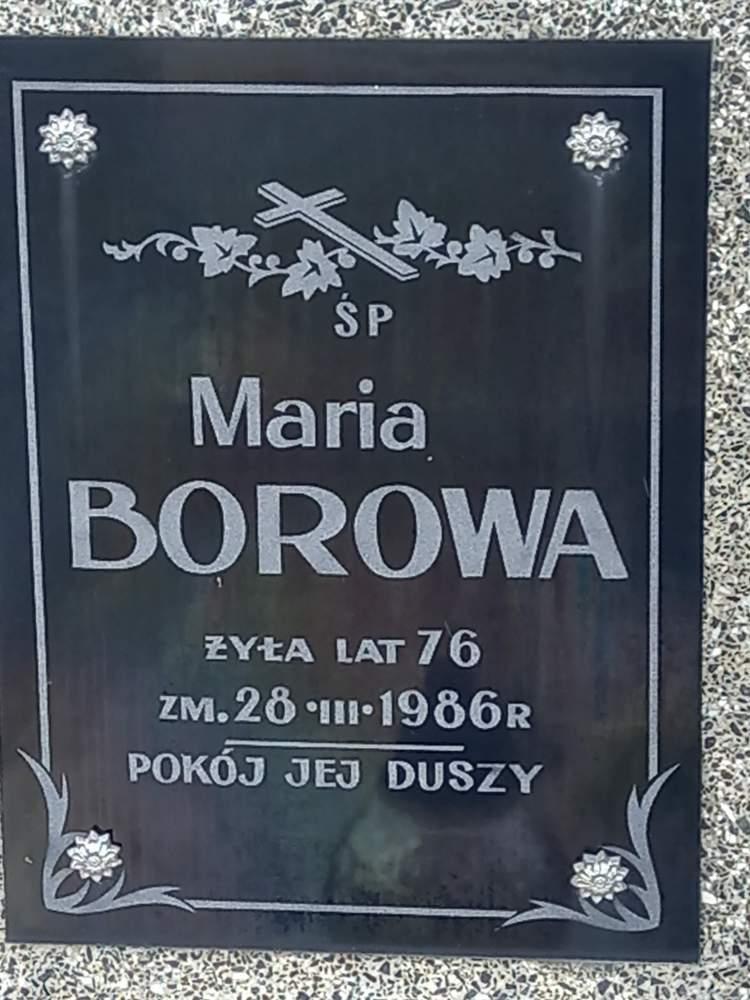 ŚP
Maria
BOROWA
ŻYŁA LAT 76
ZM. 28•III•1986R
POKÓJ JEJ DUSZY